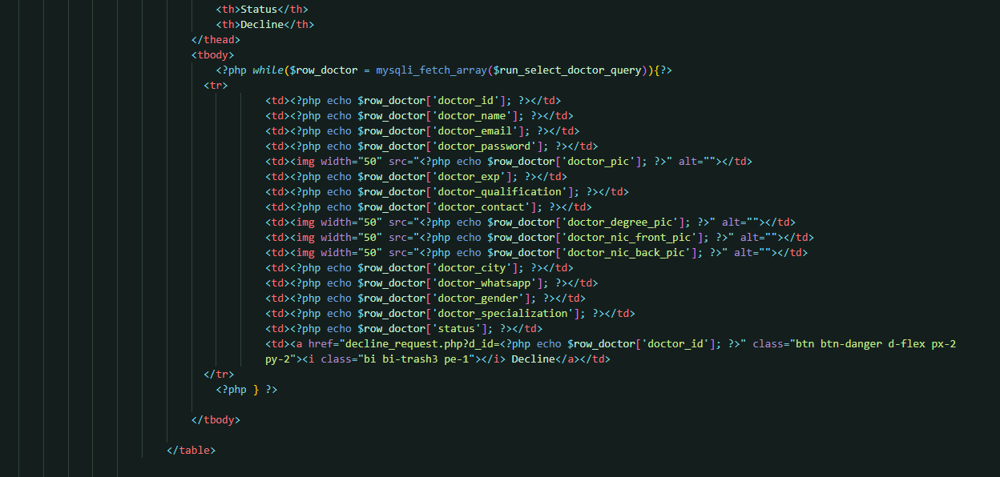 <th>Status</th>
<th>Decline</th>
</thead>
<tbody>
<?php while($row_doctor = mysqli_fetch_array($run_select_doctor_query)){?>
<tr>
<td><?php echo $row_doctor['doctor_id']; ?></td>
<td><?php echo $row_doctor['doctor_name']; ?></td>
<td><?php echo $row_doctor['doctor_email']; ?></td>
<td><?php echo $row_doctor['doctor_password']; ?></td>
<td><img width="50" src="<?php echo $row_doctor['doctor_pic']; ?>" alt=""></td>
<td><?php echo $row_doctor['doctor_exp']; ?></td>
<td><?php echo $row_doctor['doctor_qualification']; ?></td>
<td><?php echo $row_doctor['doctor_contact']; ?></td>
<td><img width="50" src="<?php echo $row_doctor['doctor_degree_pic']; ?>" alt=""></td>
<td><img width="50" src="<?php echo $row_doctor['doctor_nic_front_pic']; ?>" alt=""></td>
<td><img width="50" src="<?php echo $row_doctor['doctor_nic_back_pic']; ?>" alt=""></td>
<td><?php echo $row_doctor['doctor_city']; ?></td>
<td><?php echo $row_doctor['doctor_whatsapp']; ?></td>
<td><?php echo $row_doctor['doctor_gender']; ?></td>
<td><?php echo $row_doctor['doctor_specialization']; ?></td>
<td><?php echo $row_doctor['status']; ?></td>
<td><a href="decline_request.php?d_id=<?php echo $row_doctor['doctor_id']; ?>" class="btn btn-danger d-flex px-2
py-2"><i class="bi bi-trash3 pe-1"></i> Decline</a></td>
</tr>
<?php } ?>
</tbody>
</table>